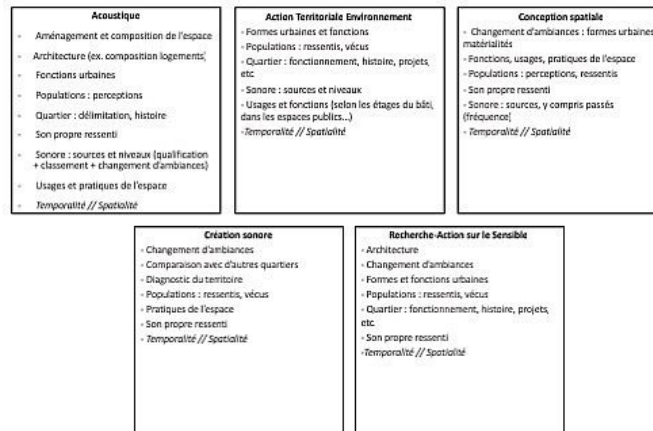 Acoustique
- Aménagement et composition de l'espace
- Architecture (ex. composition logements)
- Fonctions urbaines
- Populations : perceptions
- Quartier : délimitation, histoire
- Son propre ressenti
- Sonore : sources et niveaux (qualification
+ classement + changement d'ambiances)
- Usages et pratiques de l'espace
- Temporalité // Spatialité
Action Territoriale Environnement
- Formes urbaines et fonctions
- Populations : ressentis, vécus
- Quartier : fonctionnement, histoire, projets,
etc
- Sonore : sources et niveaux
- Usages et fonctions (selon les étages du bâti,
dans les espaces publics...)
-Temporalité // Spatialité
Conception spatiale
- Changement d'ambiances : formes urbaines
matérialités
- Fonctions, usages, pratiques de l'espace
- Populations : perceptions, ressentis
- Son propre ressenti
- Sonore : sources, y compris passés
(fréquence)
- Temporalité // Spatialité
Création sonore
- Changement d'ambiances
- Comparaison avec d'autres quartiers
- Diagnostic du territoire
- Populations : ressentis, vécus
- Pratiques de l'espace
- Son propre ressenti
- Temporalité // Spatialité
Recherche-Action sur le Sensible
- Architecture
- Changement d'ambiances
- Formes et fonctions urbaines
- Populations : ressentis, vécus
- Quartier : fonctionnement, histoire, projets,
etc
- Son propre ressenti
-Temporalité // Spatialité